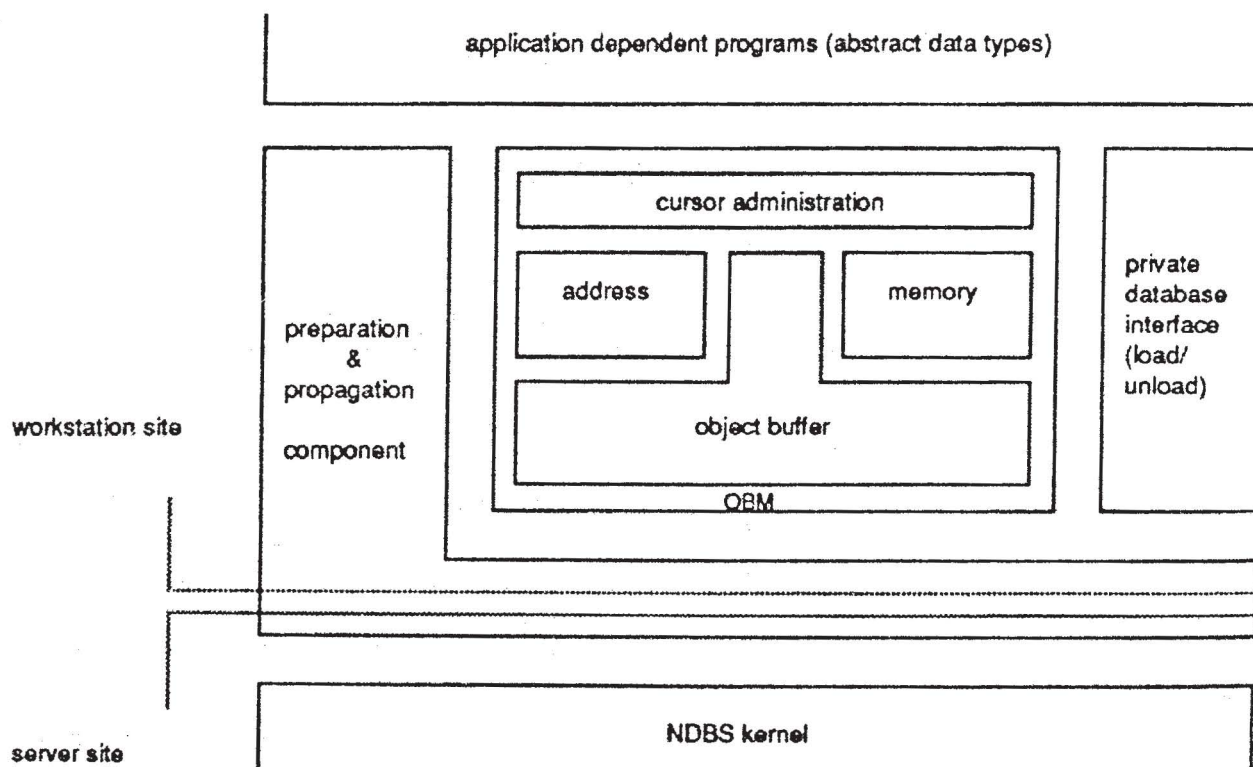 application dependent programs (abstract data types)
cursor administration
address
memory
private
database
interface
(load/
unload)
preparation
&
propagation
component
object buffer
OBM
workstation site
NDBS kernel
server site